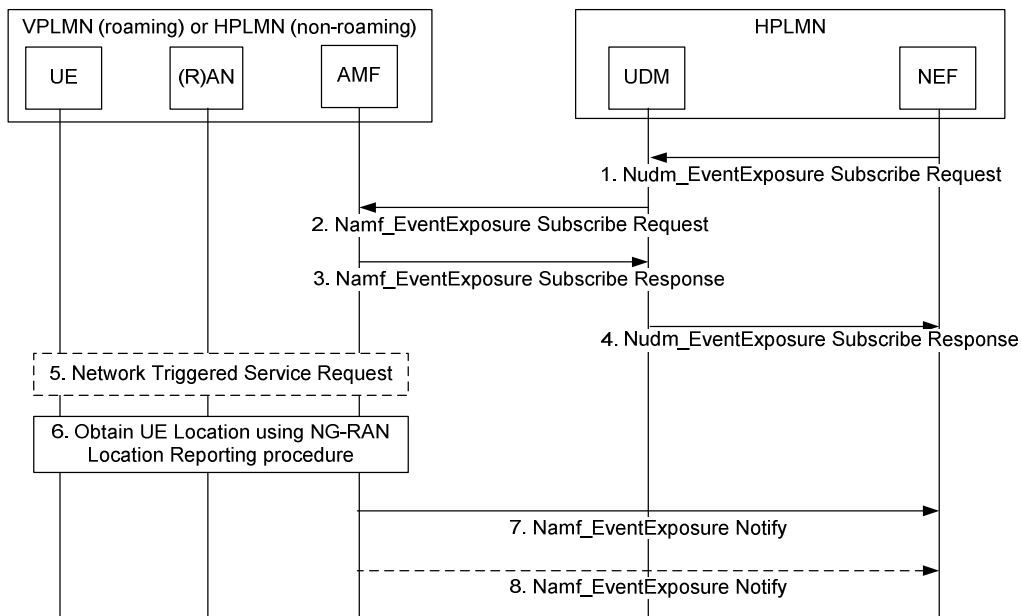 VPLMN (roaming) or HPLMN (non-roaming)
HPLMN
UE
(R)AN
AMF
UDM
NEF
1. Nudm_EventExposure Subscribe Request
2. Namf_EventExposure Subscribe Request
3. Namf_EventExposure Subscribe Response
4. Nudm_EventExposure Subscribe Response
5. Network Triggered Service Request
6. Obtain UE Location using NG-RAN
Location Reporting procedure
7. Namf_EventExposure Notify
8. Namf_EventExposure Notify